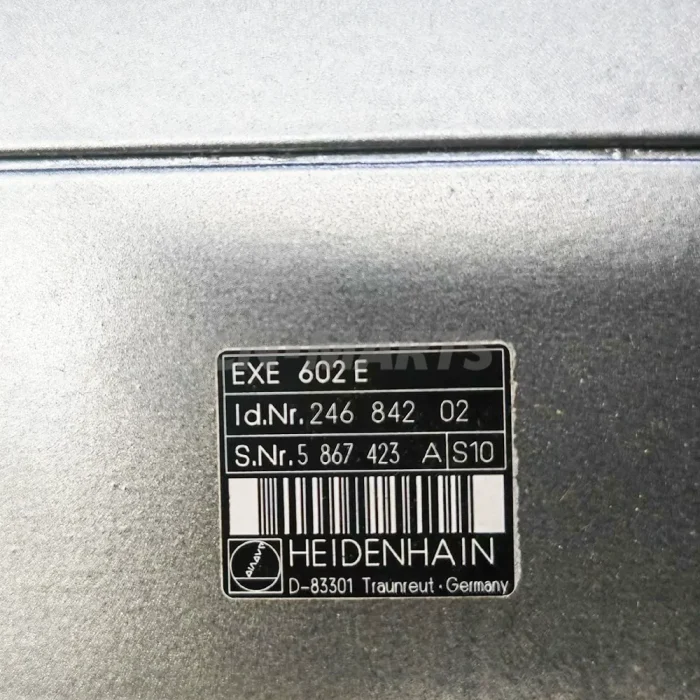 EXE 602 E
Id.Nr. 246 842 02
S.Nr. 5 867 423 A S10
HEIDENHAIN
D-83301 Traunreut · Germany